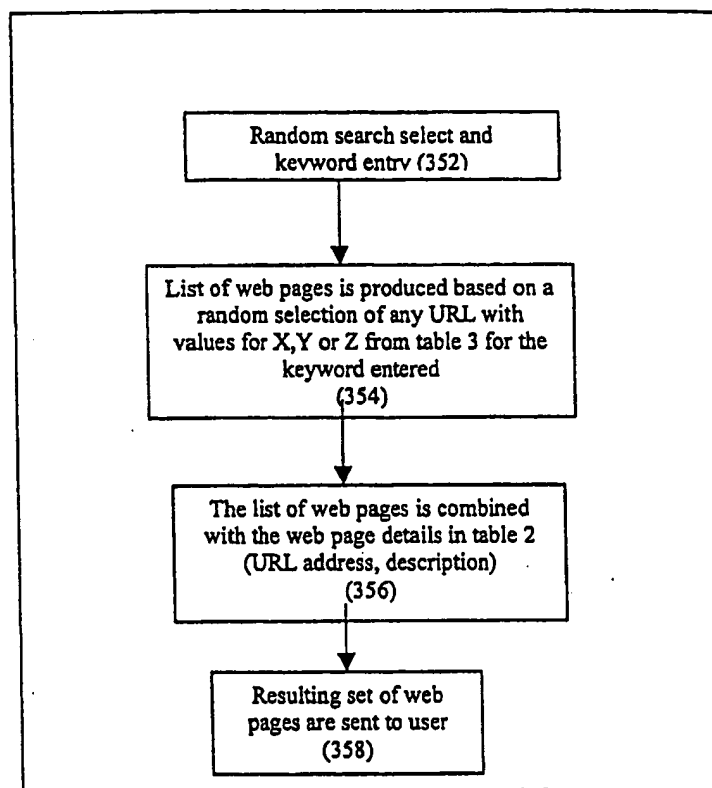 Random search select and
keyword entry (352)
List of web pages is produced based on a
random selection of any URL with
values for X,Y or Z from table 3 for the
keyword entered
(354)
The list of web pages is combined
with the web page details in table 2
(URL address, description)
(356)
Resulting set of web
pages are sent to user
(358)